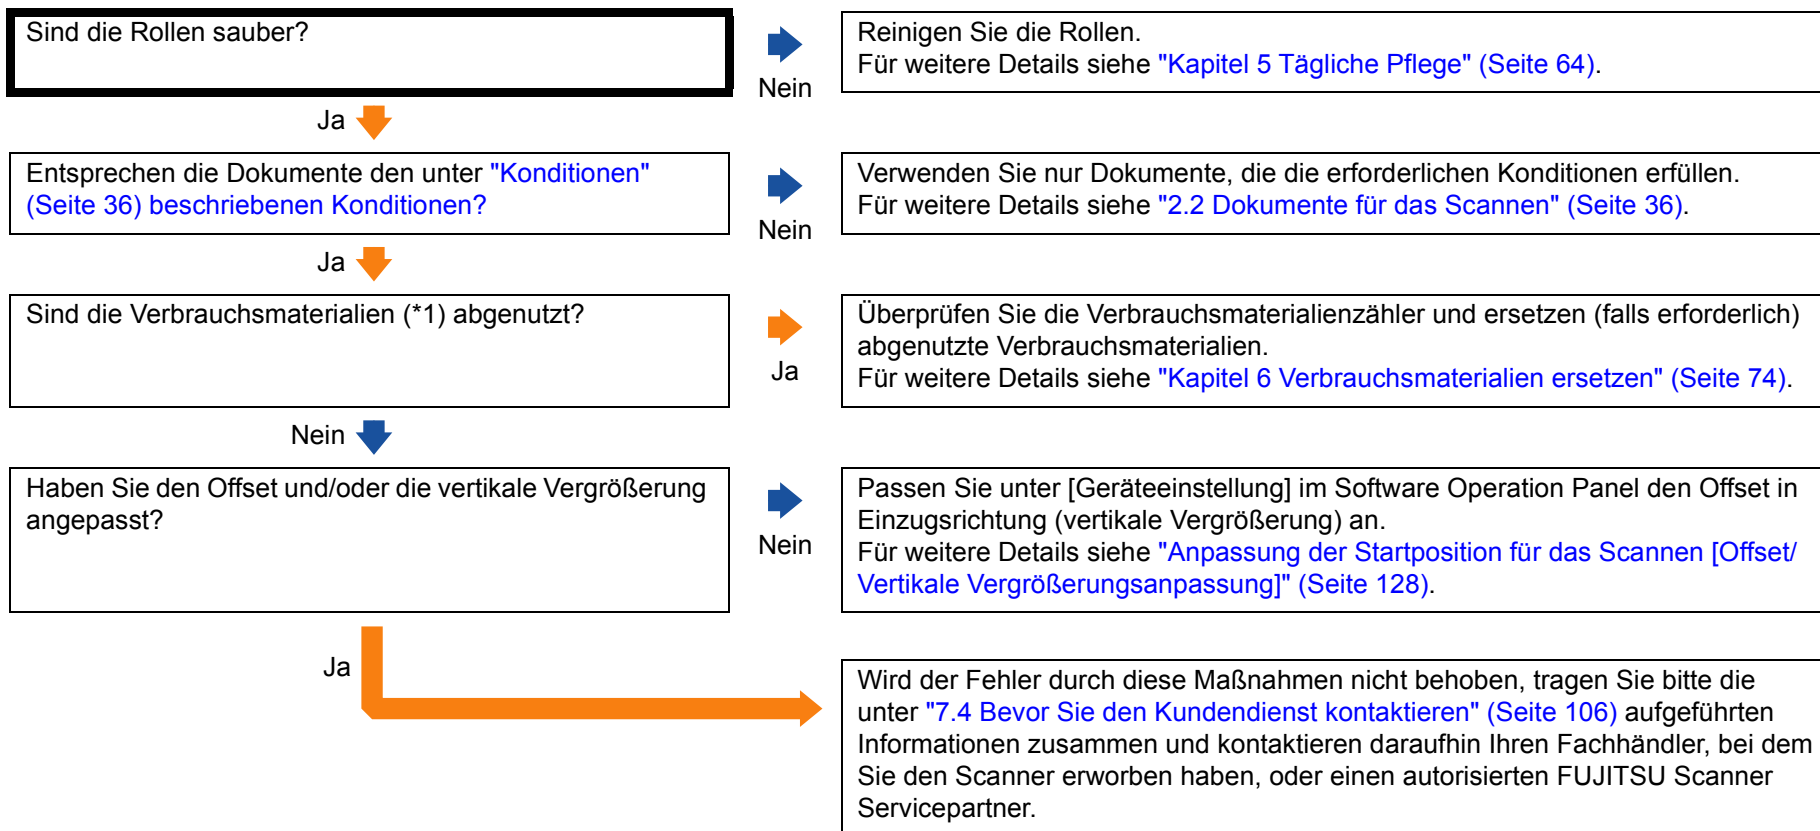 Sind die Rollen sauber?
Nein
Reinigen Sie die Rollen.
Für weitere Details siehe "Kapitel 5 Tägliche Pflege" (Seite 64).
Ja
Entsprechen die Dokumente den unter "Konditionen"
(Seite 36) beschriebenen Konditionen?
Nein
Verwenden Sie nur Dokumente, die die erforderlichen Konditionen erfüllen.
Für weitere Details siehe "2.2 Dokumente für das Scannen" (Seite 36).
Ja
Sind die Verbrauchsmaterialien (*1) abgenutzt?
Ja
Überprüfen Sie die Verbrauchsmaterialienzähler und ersetzen (falls erforderlich)
abgenutzte Verbrauchsmaterialien.
Für weitere Details siehe "Kapitel 6 Verbrauchsmaterialien ersetzen" (Seite 74).
Nein
Haben Sie den Offset und/oder die vertikale Vergrößerung
angepasst?
Nein
Passen Sie unter [Geräteeinstellung] im Software Operation Panel den Offset in
Einzugsrichtung (vertikale Vergrößerung) an.
Für weitere Details siehe "Anpassung der Startposition für das Scannen [Offset/
Vertikale Vergrößerungsanpassung]" (Seite 128).
Ja
Wird der Fehler durch diese Maßnahmen nicht behoben, tragen Sie bitte die
unter "7.4 Bevor Sie den Kundendienst kontaktieren" (Seite 106) aufgeführten
Informationen zusammen und kontaktieren daraufhin Ihren Fachhändler, bei dem
Sie den Scanner erworben haben, oder einen autorisierten FUJITSU Scanner
Servicepartner.